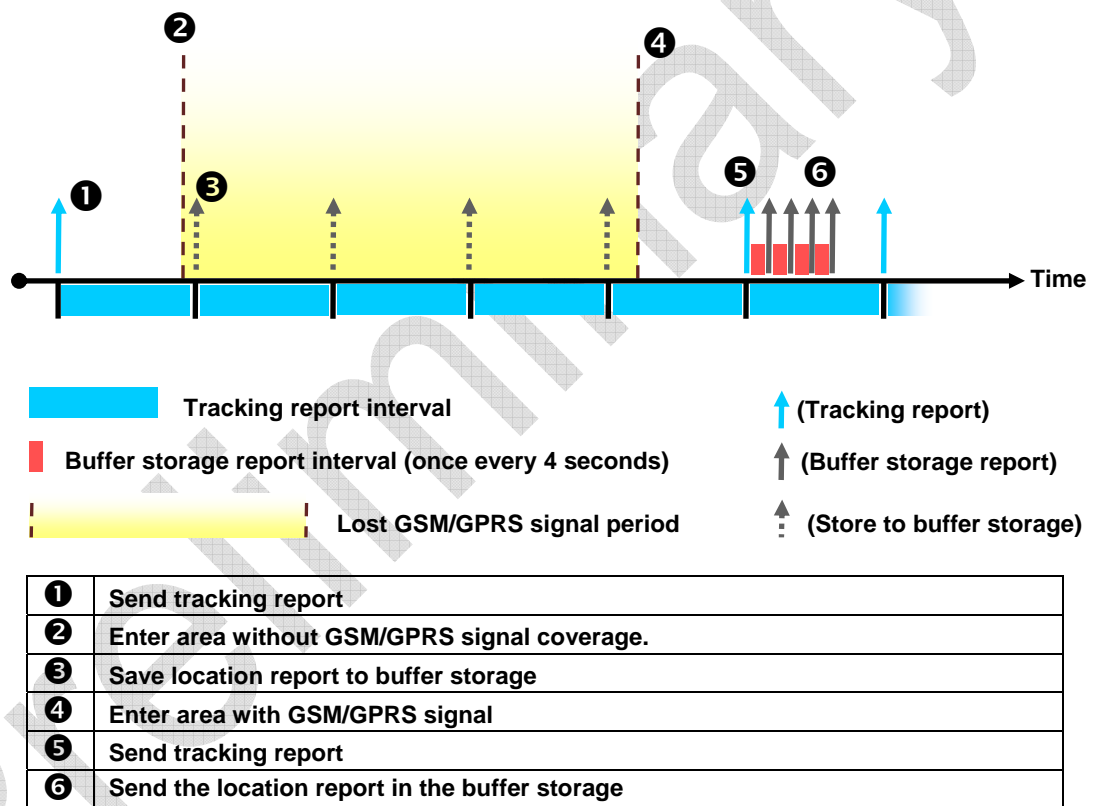 ❷
❹
❶
❸
❺
❻
Time
Tracking report interval
(Tracking report)
Buffer storage report interval (once every 4 seconds)
(Buffer storage report)
Lost GSM/GPRS signal period
(Store to buffer storage)
❶ Send tracking report
❷ Enter area without GSM/GPRS signal coverage.
❸ Save location report to buffer storage
❹ Enter area with GSM/GPRS signal
❺ Send tracking report
❻ Send the location report in the buffer storage
Preliminary